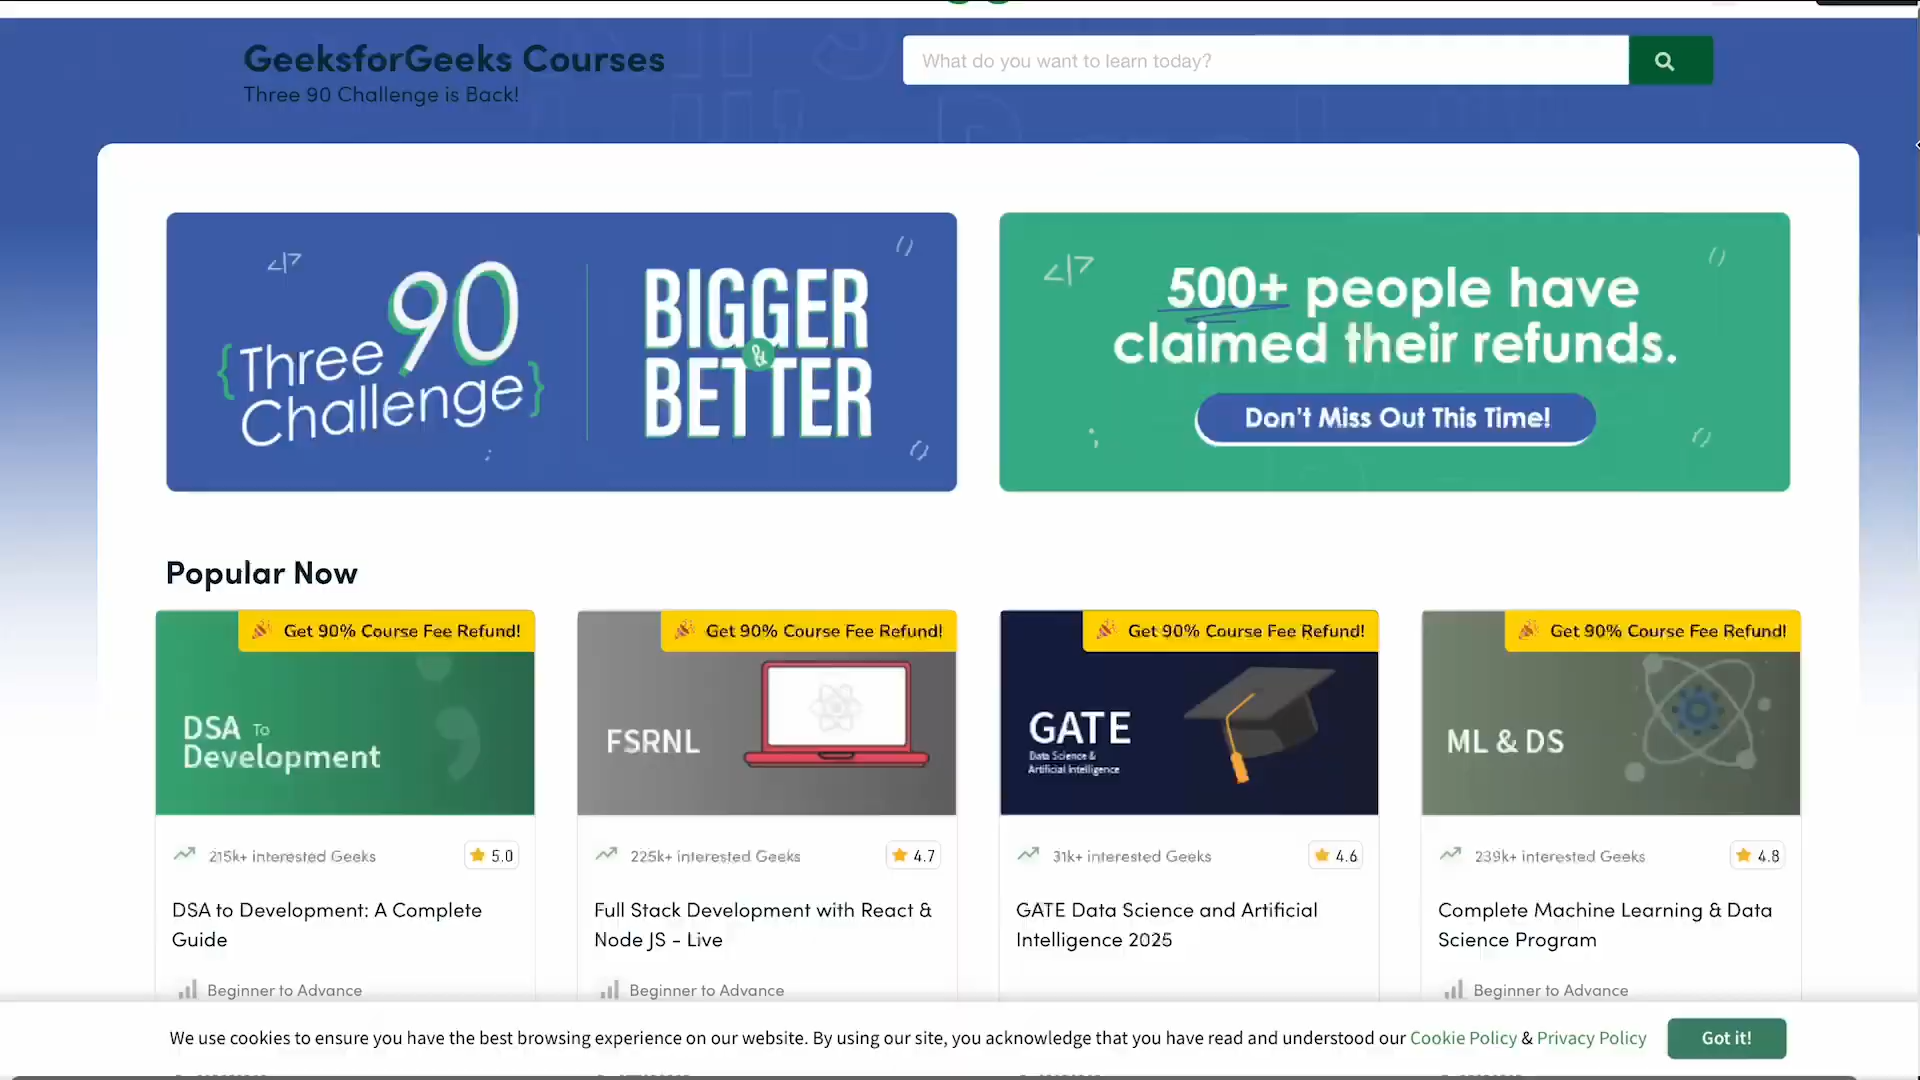 GeeksforGeeks Courses
Three 90 Challenge is Back!
What do you want to learn today?
{Three 90
Challenge}
BIGGER
&
BETTER
500+ people have
claimed their refunds.
Don't Miss Out This Time!
Popular Now
Get 90% Course Fee Refund!
DSA To
Development
215k+ interested Geeks
5.0
DSA to Development: A Complete
Guide
Beginner to Advance
Get 90% Course Fee Refund!
FSRNL
225k+ interested Geeks
4.7
Full Stack Development with React &
Node JS - Live
Beginner to Advance
Get 90% Course Fee Refund!
GATE
Data Science &
Artificial Intelligence
31k+ interested Geeks
4.6
GATE Data Science and Artificial
Intelligence 2025
Get 90% Course Fee Refund!
ML & DS
239k+ interested Geeks
4.8
Complete Machine Learning & Data
Science Program
Beginner to Advance
We use cookies to ensure you have the best browsing experience on our website. By using our site, you acknowledge that you have read and understood our Cookie Policy & Privacy Policy
Got it!